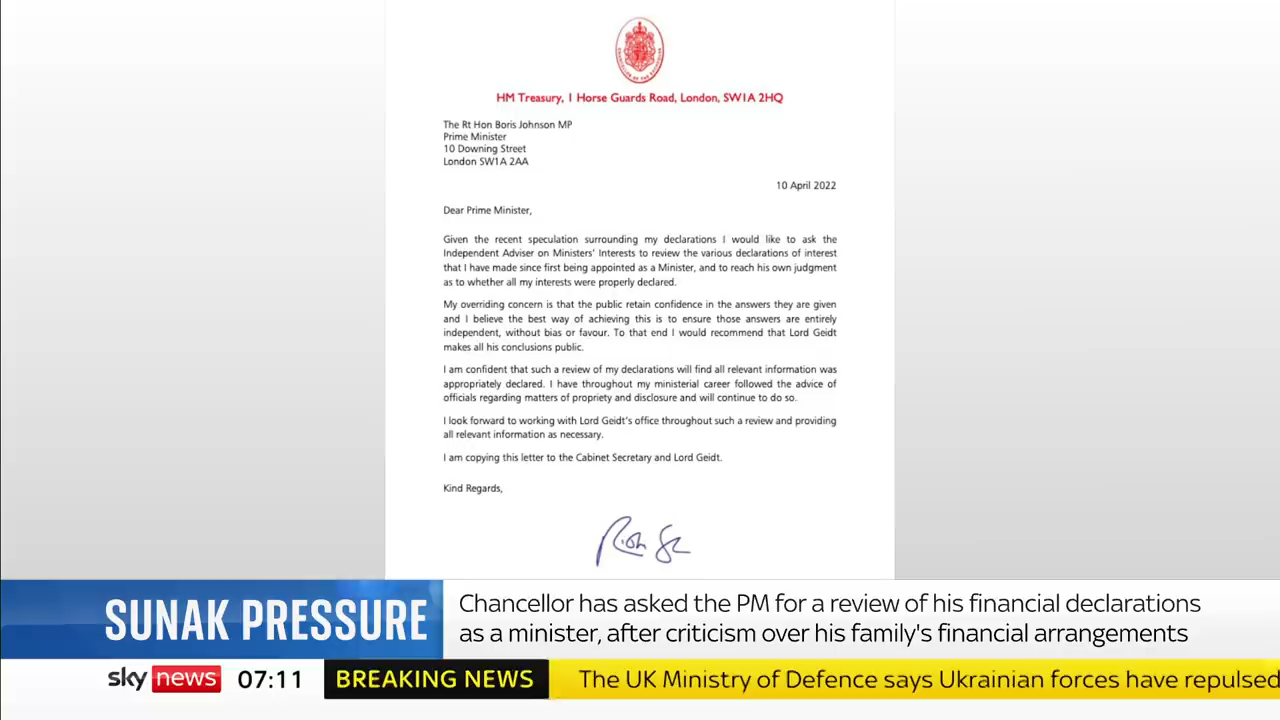 CHANCELLOR OF THE EXCHEQUER
HM Treasury, 1 Horse Guards Road, London, SW1A 2HQ
The Rt Hon Boris Johnson MP
Prime Minister
10 Downing Street
London SW1A 2AA
10 April 2022
Dear Prime Minister,
Given the recent speculation surrounding my declarations I would like to ask the
Independent Adviser on Ministers' Interests to review the various declarations of interest
that I have made since first being appointed as a Minister, and to reach his own judgment
as to whether all my interests were properly declared.
My overriding concern is that the public retain confidence in the answers they are given
and I believe the best way of achieving this is to ensure those answers are entirely
independent, without bias or favour. To that end I would recommend that Lord Geidt
makes all his conclusions public.
I am confident that such a review of my declarations will find all relevant information was
appropriately declared. I have throughout my ministerial career followed the advice of
officials regarding matters of propriety and disclosure and will continue to do so.
I look forward to working with Lord Geidt's office throughout such a review and providing
all relevant information as necessary.
I am copying this letter to the Cabinet Secretary and Lord Geidt.
Kind Regards,
SUNAK PRESSURE
Chancellor has asked the PM for a review of his financial declarations
as a minister, after criticism over his family's financial arrangements
sky news 07:11 BREAKING NEWS The UK Ministry of Defence says Ukrainian forces have repulsed